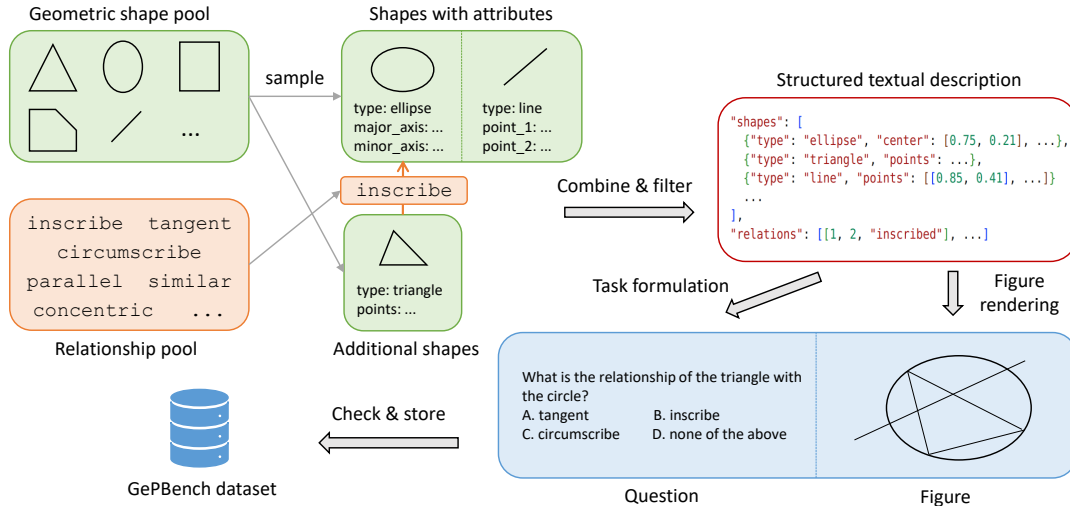 Geometric shape pool
...
sample
Shapes with attributes
type: ellipse
major_axis: ...
minor_axis: ...
type: line
point_1: ...
point_2: ...
inscribe
inscribe tangent
circumscribe
parallel similar
concentric ...
Relationship pool
type: triangle
points: ...
Additional shapes
Combine & filter
Structured textual description
"shapes": [
{"type": "ellipse", "center": [0.75, 0.21], ...},
{"type": "triangle", "points": ...},
{"type": "line", "points": [[0.85, 0.41], ...]}
...
],
"relations": [[1, 2, "inscribed"], ...]
Task formulation
Figure
rendering
What is the relationship of the triangle with
the circle?
A. tangent B. inscribe
C. circumscribe D. none of the above
Question
Figure
Check & store
GePBench dataset